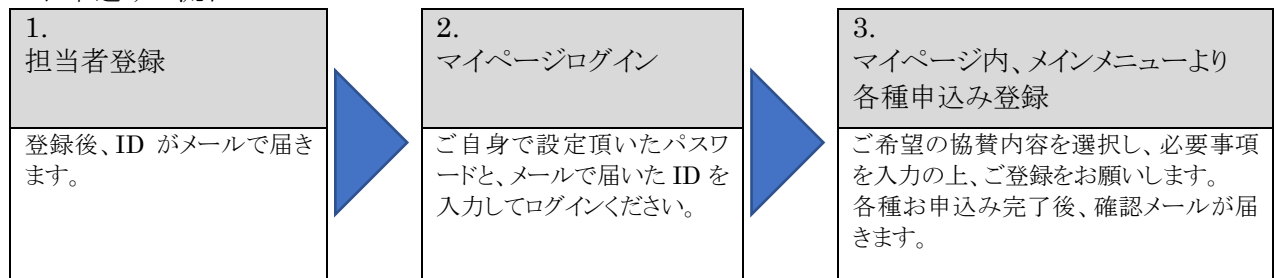 1.
担当者登録
登録後、ID がメールで届き
ます。
2.
マイページログイン
ご自身で設定頂いたパスワ
ードと、メールで届いた ID を
入力してログインください。
3.
マイページ内、メインメニューより
各種申込み登録
ご希望の協賛内容を選択し、必要事項
を入力の上、ご登録をお願いします。
各種お申込み完了後、確認メールが届
きます。